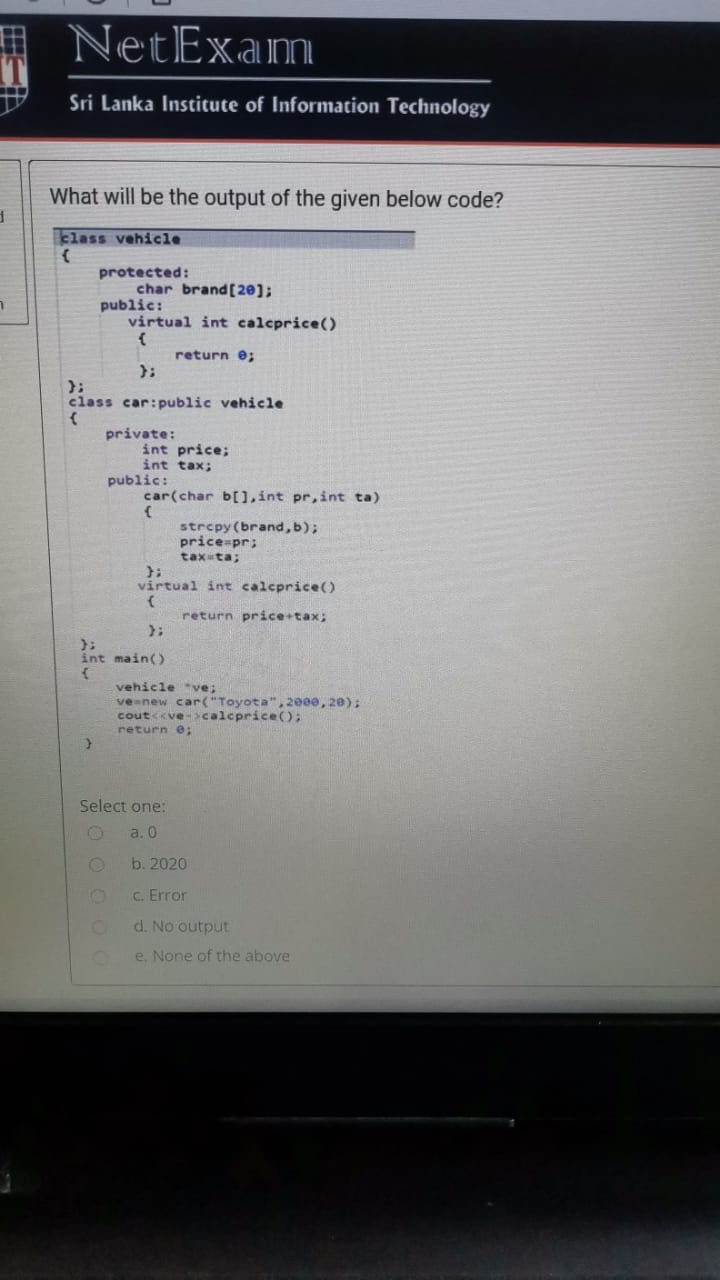 IT
NetExam
Sri Lanka Institute of Information Technology
What will be the output of the given below code?
class vehicle
{
protected:
char brand[20];
public:
virtual int calcprice()
{
return 0;
};
};
class car:public vehicle
{
private:
int price;
int tax;
public:
car(char b[],int pr,int ta)
{
strcpy(brand,b);
price=pr;
tax=ta;
};
virtual int calcprice()
{
return price+tax;
};
};
int main()
{
vehicle *ve;
ve=new car("Toyota",2000,20);
cout<<ve->calcprice();
return 0;
}
Select one:
a. 0
b. 2020
c. Error
d. No output
e. None of the above